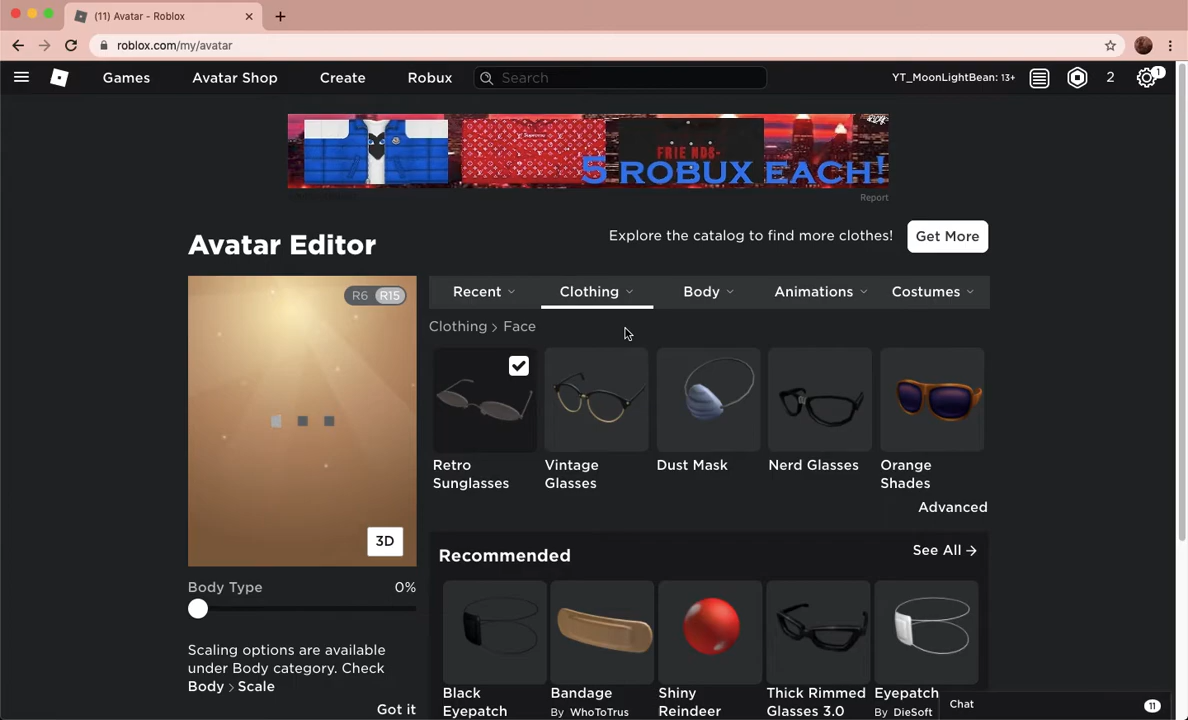 (11) Avatar - Roblox
roblox.com/my/avatar
Games Avatar Shop Create Robux Search YT_MoonLightBean: 13+ 2 1
FRIENDS-
5 ROBUX EACH!
Report
Avatar Editor
Explore the catalog to find more clothes! Get More
R6 R15
Recent Clothing Body Animations Costumes
Clothing > Face
Retro Sunglasses
Vintage Glasses
Dust Mask
Nerd Glasses
Orange Shades
Advanced
3D
Recommended
See All →
Body Type 0%
Scaling options are available
under Body category. Check
Body > Scale
Got it
Black Eyepatch
Bandage
By WhoToTrus
Shiny Reindeer
Thick Rimmed Glasses 3.0
Eyepatch
By DieSoft
Chat 11